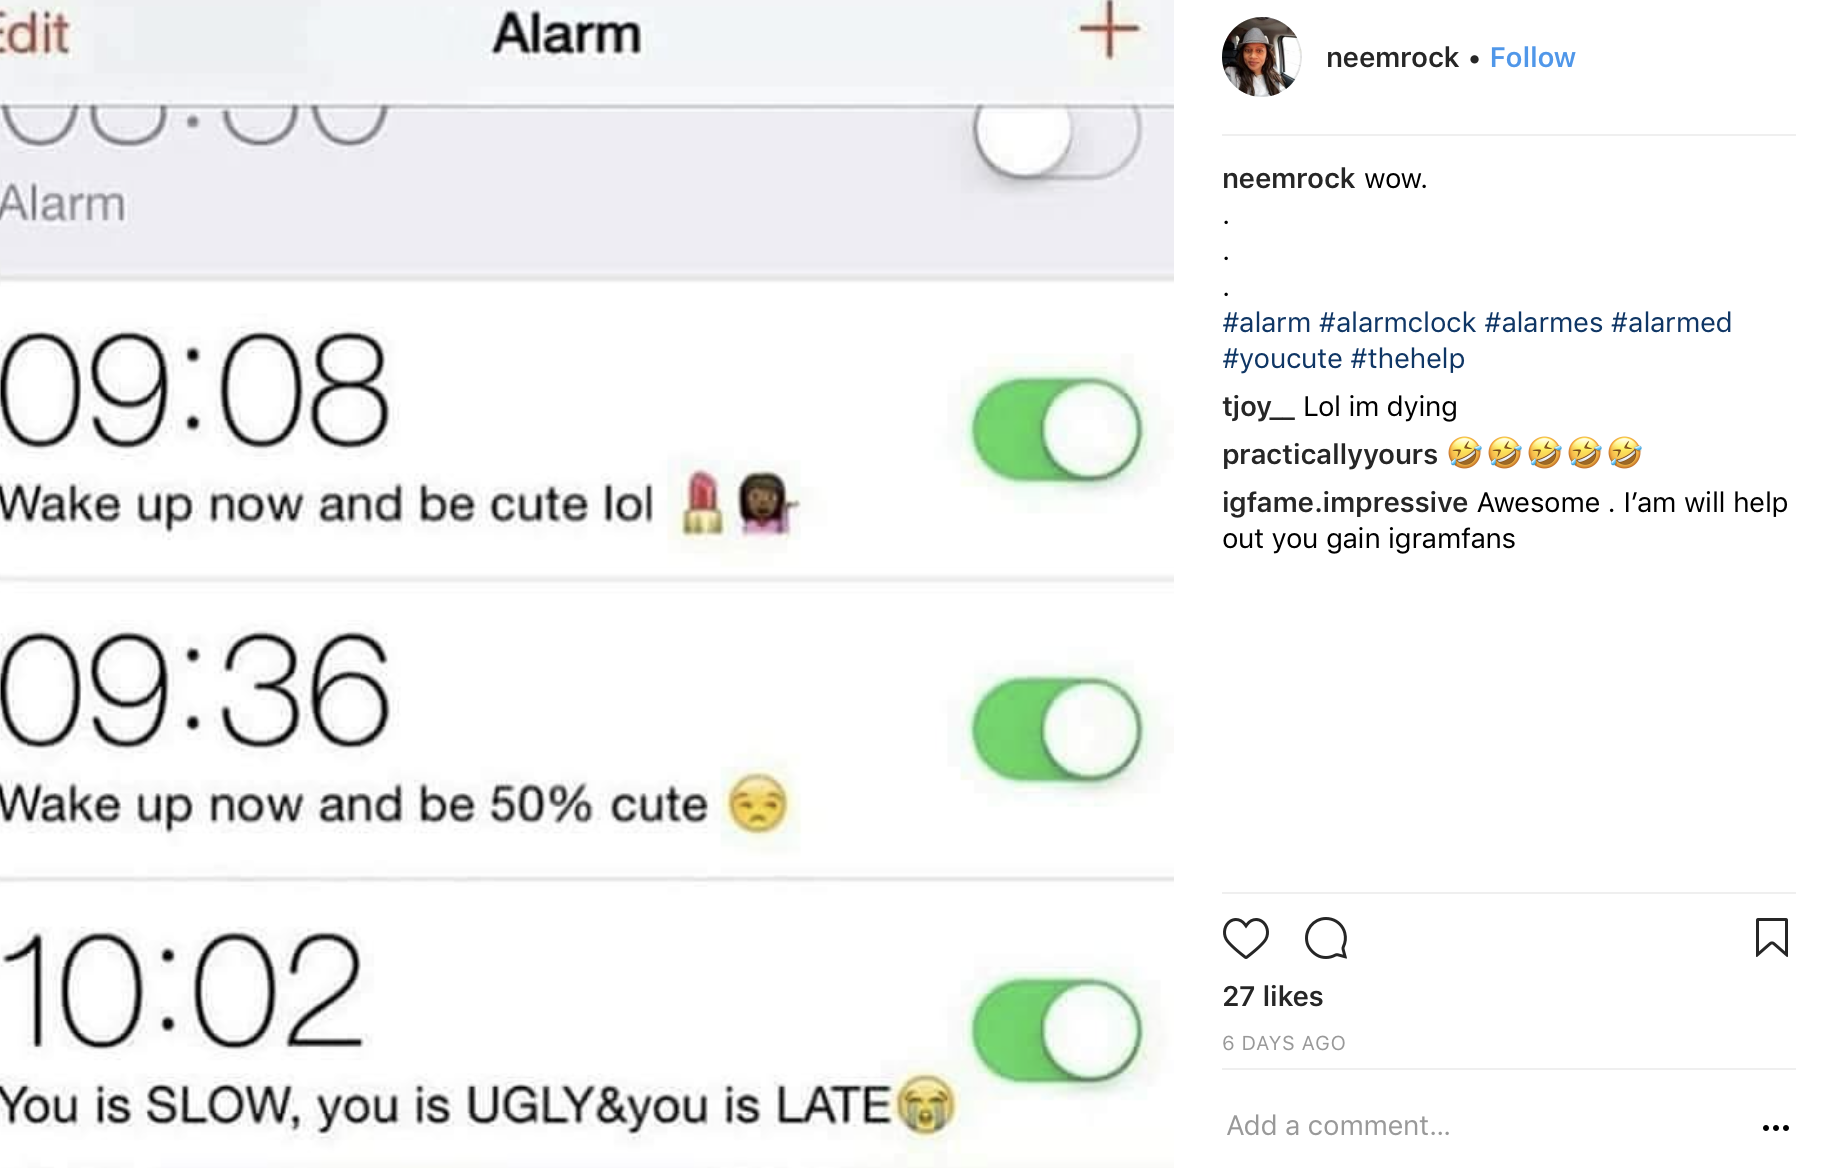 Edit
Alarm
Alarm
09:08
Wake up now and be cute lol 💄💁🏿
09:36
Wake up now and be 50% cute 😒
10:02
You is SLOW, you is UGLY&you is LATE😭
neemrock • Follow
neemrock wow.
.
.
.
#alarm #alarmclock #alarmes #alarmed
#youcute #thehelp
tjoy__ Lol im dying
practicallyyours 🤣🤣🤣🤣🤣
igfame.impressive Awesome . I’am will help
out you gain igramfans
27 likes
6 DAYS AGO
Add a comment...